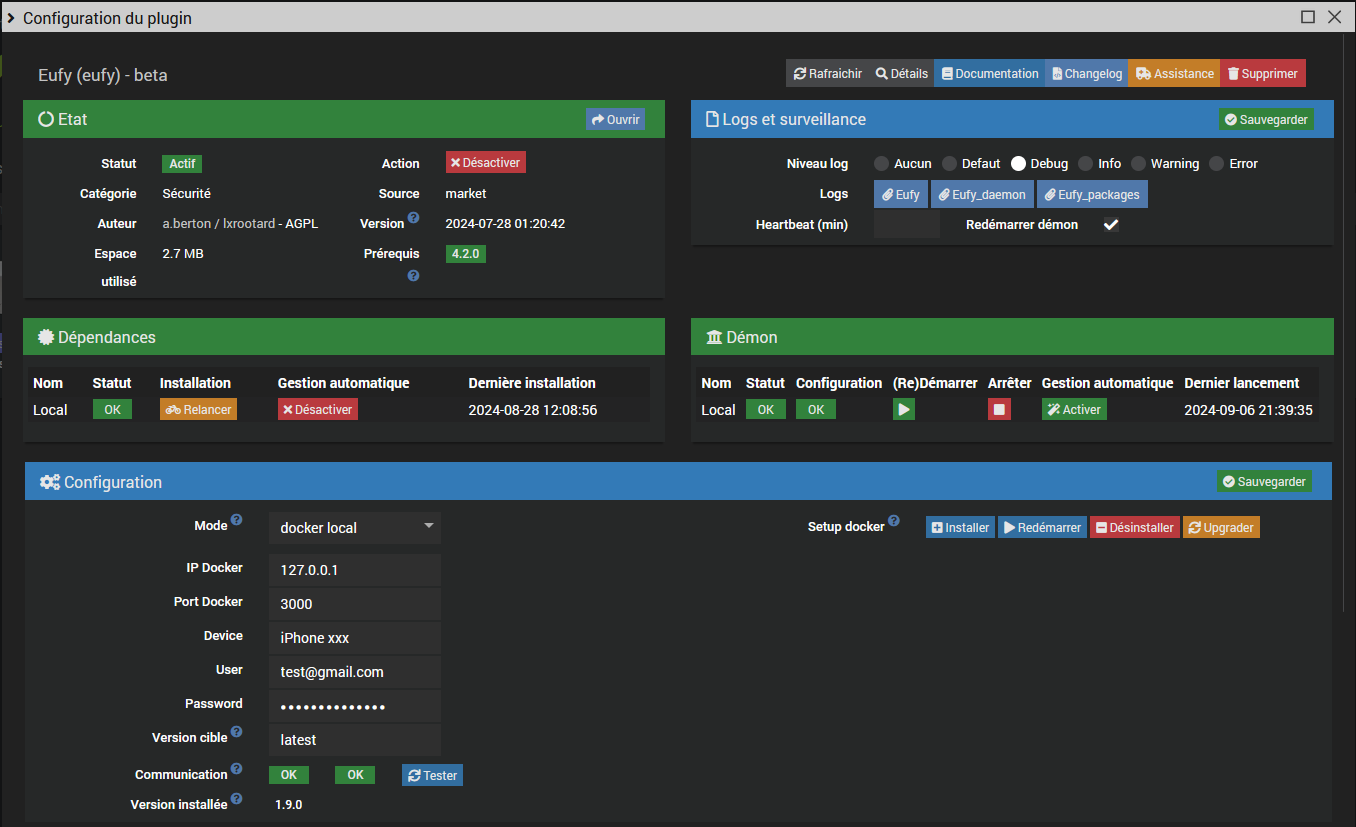 Configuration du plugin
Eufy (eufy) - beta
Rafraichir Détails Documentation Changelog Assistance Supprimer
Etat Ouvrir
Statut Actif Action Désactiver
Catégorie Sécurité Source market
Auteur a.berton / lxrootard - AGPL Version 2024-07-28 01:20:42
Espace utilisé 2.7 MB Prérequis 4.2.0
Logs et surveillance Sauvegarder
Niveau log Aucun Defaut Debug Info Warning Error
Logs Eufy Eufy_daemon Eufy_packages
Heartbeat (min) Redémarrer démon
Dépendances
Nom Statut Installation Gestion automatique Dernière installation
Local OK Relancer Désactiver 2024-08-28 12:08:56
Démon
Nom Statut Configuration (Re)Démarrer Arrêter Gestion automatique Dernier lancement
Local OK OK Activer 2024-09-06 21:39:35
Configuration Sauvegarder
Mode docker local Setup docker Installer Redémarrer Désinstaller Upgrader
IP Docker 127.0.0.1
Port Docker 3000
Device iPhone xxx
User test@gmail.com
Password ••••••••••••••
Version cible latest
Communication OK OK Tester
Version installée 1.9.0